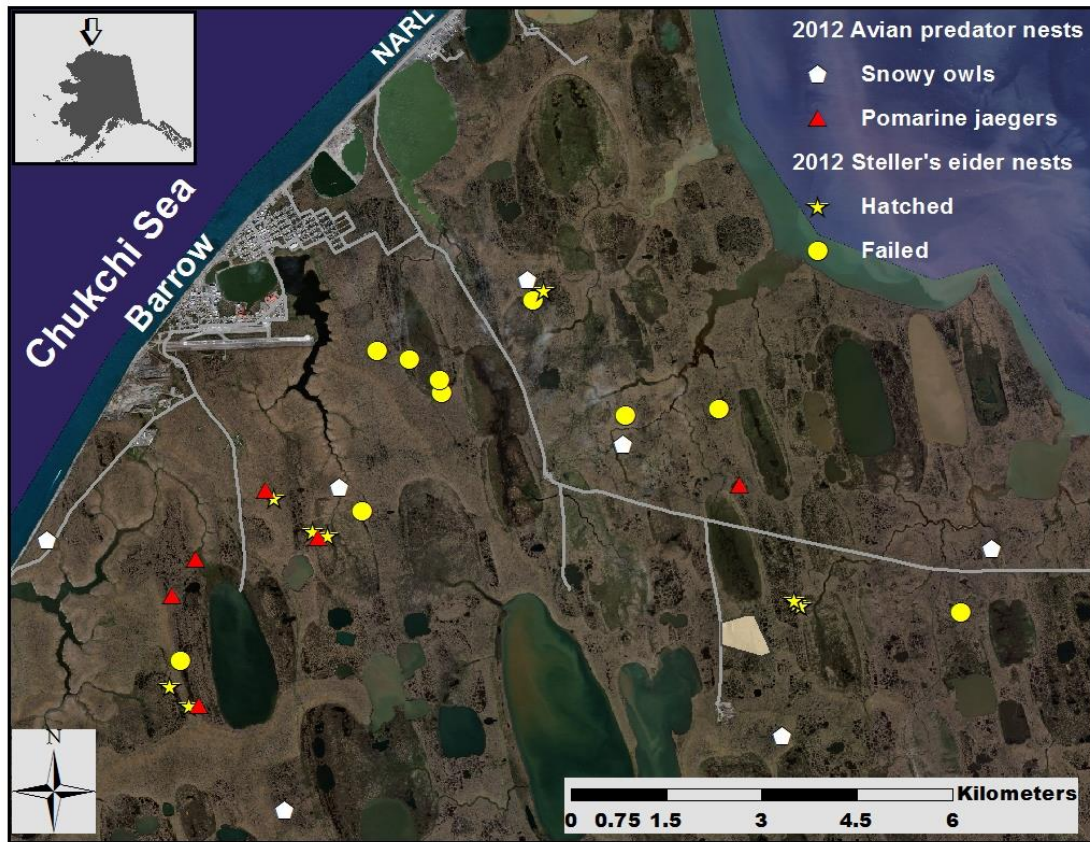 NARL
Barrow
Chukchi Sea
2012 Avian predator nests
Snowy owls
Pomarine jaegers
2012 Steller's eider nests
Hatched
Failed
N
Kilometers
0 0.75 1.5 3 4.5 6